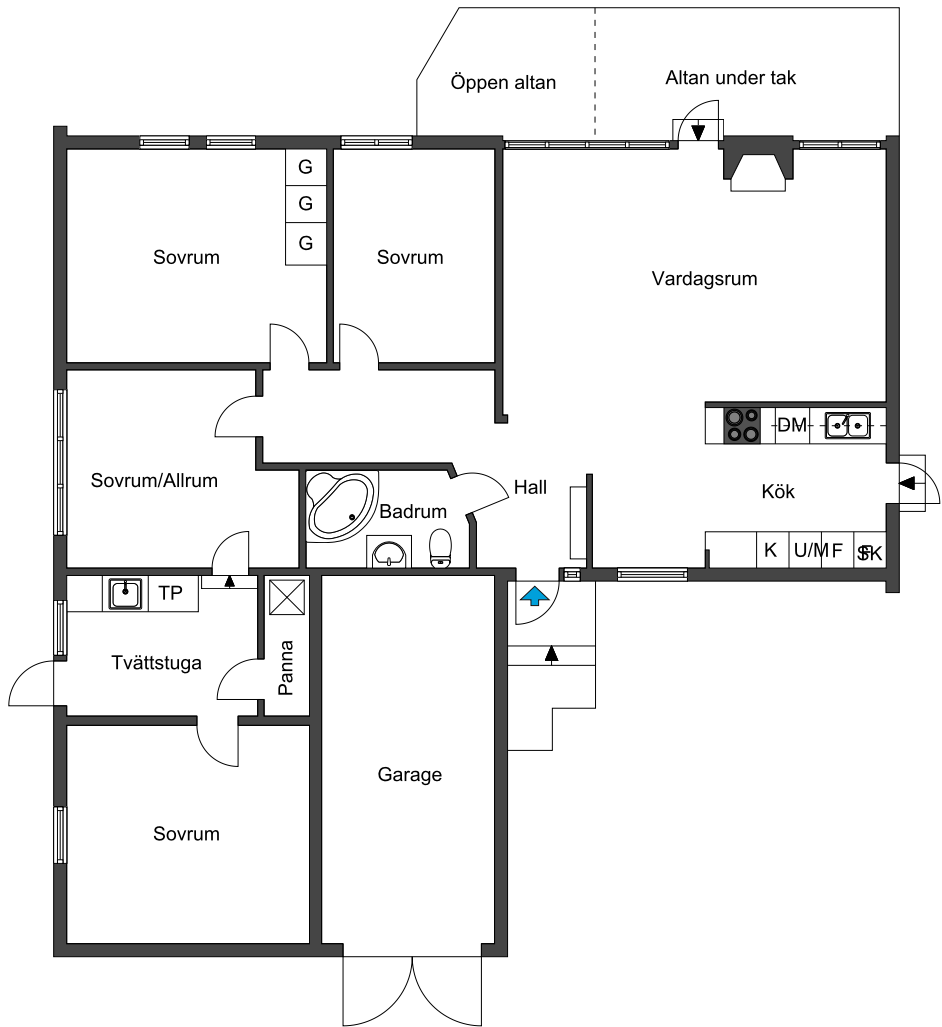 Öppen altan
Altan under tak
G
G
G
Sovrum
Sovrum
Vardagsrum
DM
Sovrum/Allrum
Hall
Kök
Badrum
K
U/M
F
TP
Tvättstuga
Panna
Garage
Sovrum